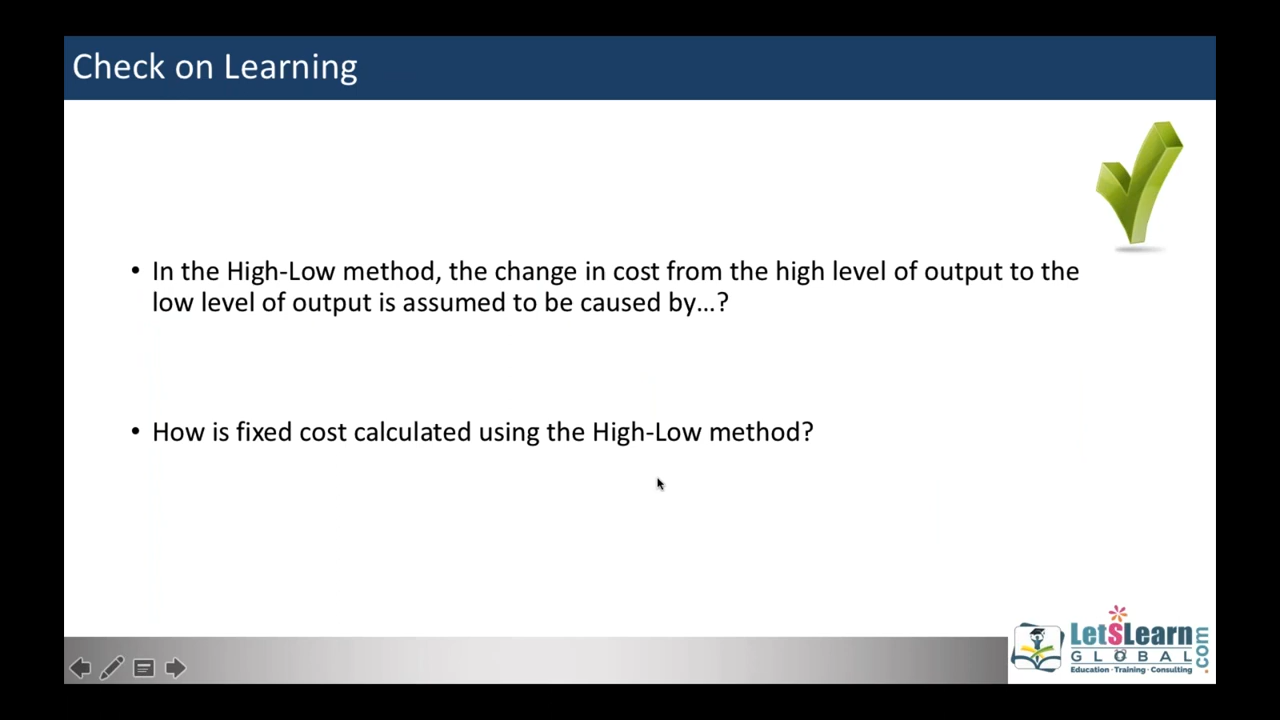 Check on Learning
• In the High-Low method, the change in cost from the high level of output to the
low level of output is assumed to be caused by...?
• How is fixed cost calculated using the High-Low method?
LetSLearn
GLOBAL
.com
Education · Training · Consulting